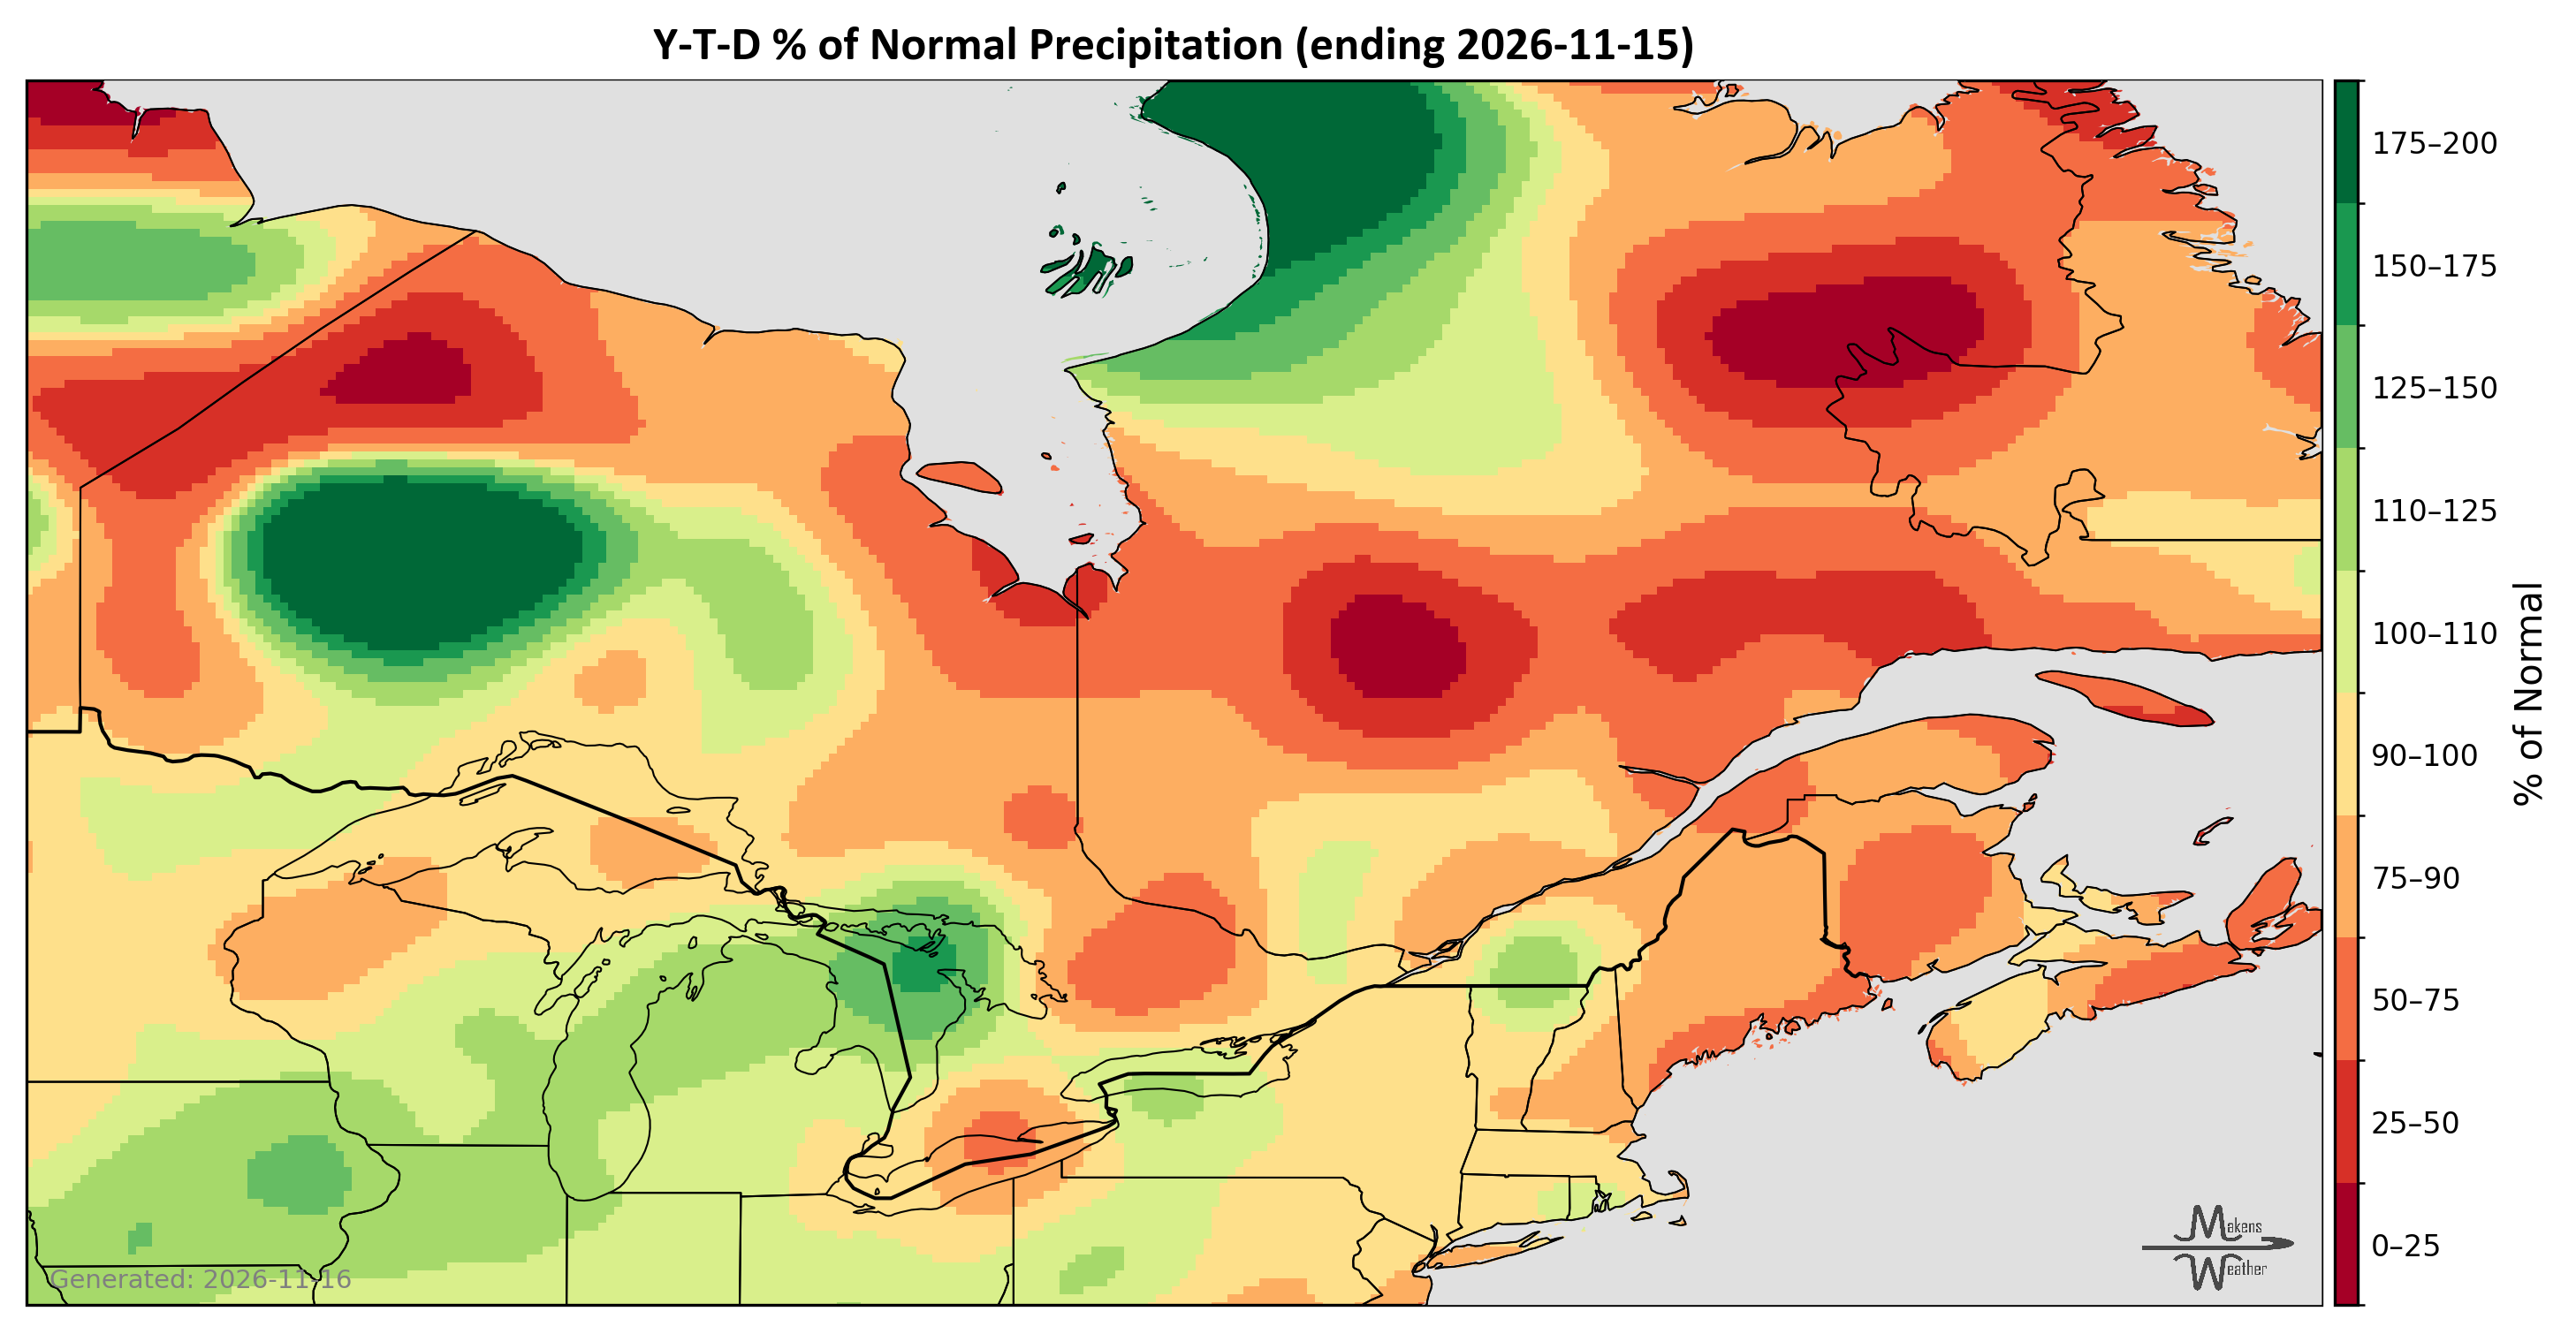 Y-T-D % of Normal Precipitation (ending 2026-11-15)
175–200
150–175
125–150
110–125
100–110
90–100
75–90
50–75
25–50
0–25
% of Normal
Makens
Weather
Generated: 2026-11-16